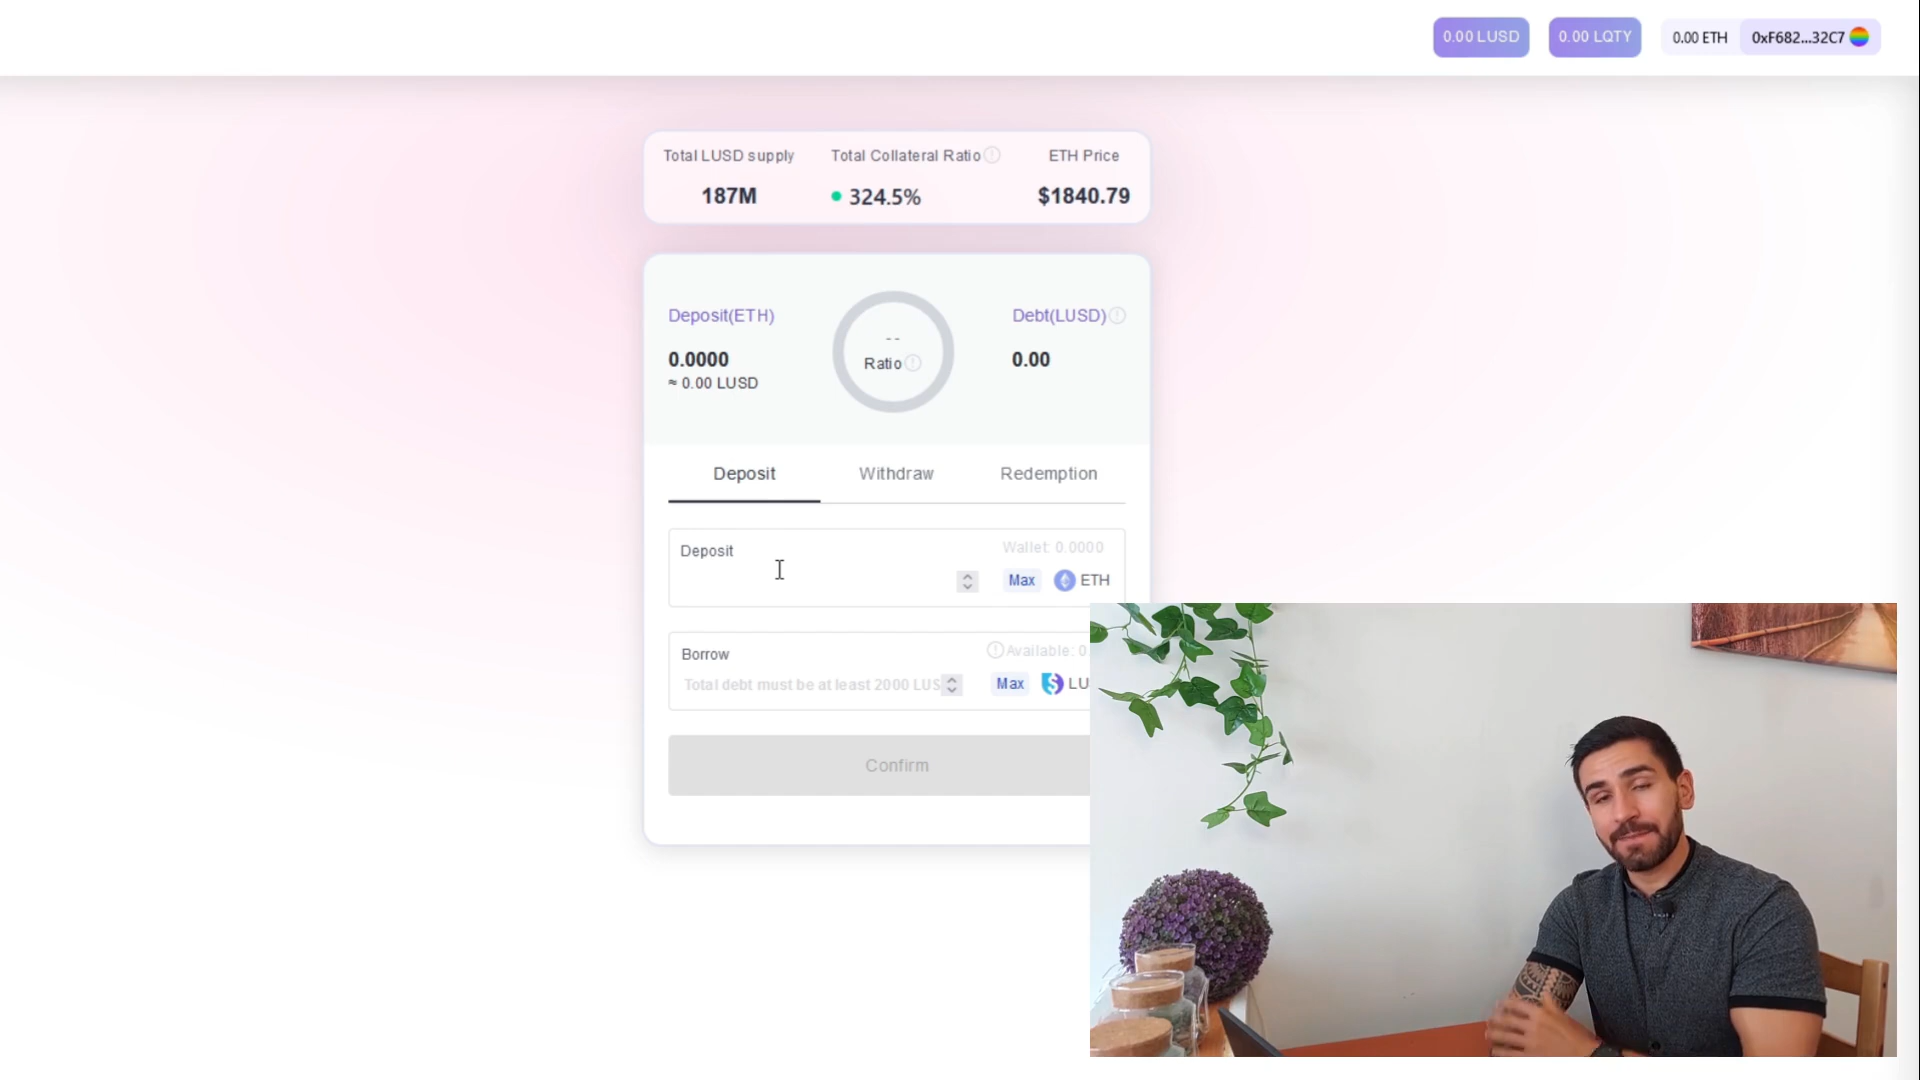 0.00 LUSD 0.00 LQTY 0.00 ETH 0xF682...32C7
Total LUSD supply Total Collateral Ratio ETH Price
187M 324.5% $1840.79
Deposit(ETH) Debt(LUSD)
--
0.0000 Ratio 0.00
≈ 0.00 LUSD
Deposit Withdraw Redemption
Deposit Wallet: 0.0000
Max ETH
Borrow Available: 0
Total debt must be at least 2000 LUS Max LU
Confirm